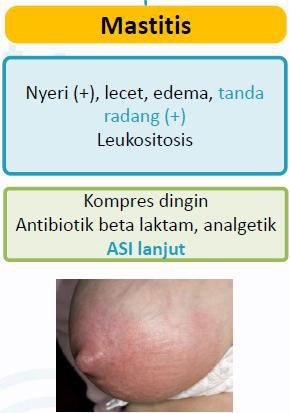 Mastitis
Nyeri (+), lecet, edema, tanda
radang (+)
Leukositosis
Kompres dingin
Antibiotik beta laktam, analgetik
ASI lanjut